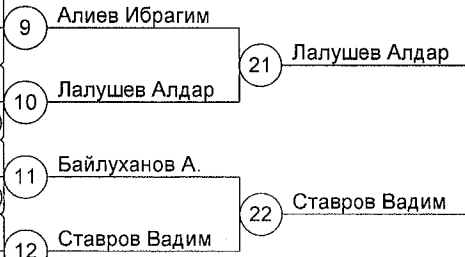 9 Алиев Ибрагим
21 Лалушев Алдар
10 Лалушев Алдар
11 Байлуханов А.
22 Ставров Вадим
12 Ставров Вадим